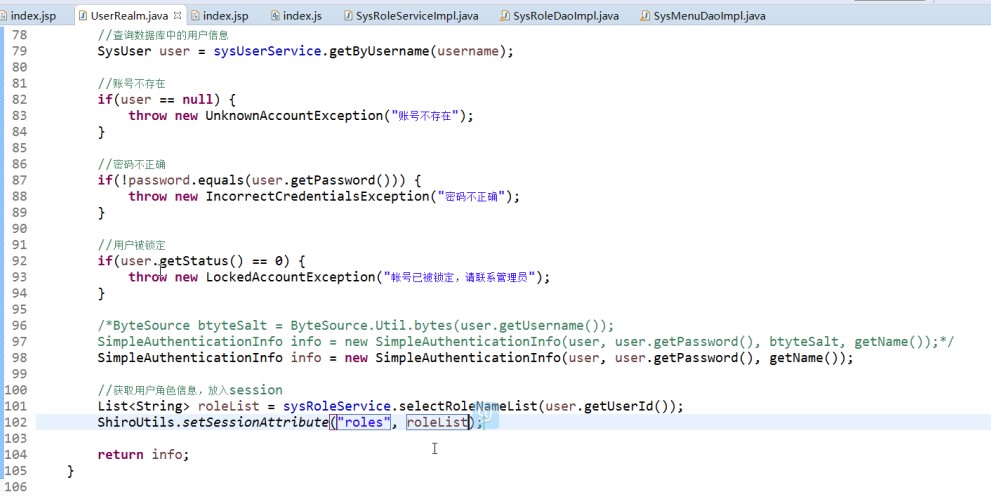 index.jsp UserRealm.java index.jsp index.js SysRoleServiceImpl.java SysRoleDaoImpl.java SysMenuDaoImpl.java
78 //查询数据库中的用户信息
79 SysUser user = sysUserService.getByUsername(username);
80
81 //账号不存在
82 if(user == null) {
83 throw new UnknownAccountException("账号不存在");
84 }
85
86 //密码不正确
87 if(!password.equals(user.getPassword())) {
88 throw new IncorrectCredentialsException("密码不正确");
89 }
90
91 //用户被锁定
92 if(user.getStatus() == 0) {
93 throw new LockedAccountException("帐号已被锁定,请联系管理员");
94 }
95
96 /*ByteSource btyteSalt = ByteSource.Util.bytes(user.getUsername());
97 SimpleAuthenticationInfo info = new SimpleAuthenticationInfo(user, user.getPassword(), btyteSalt, getName());*/
98 SimpleAuthenticationInfo info = new SimpleAuthenticationInfo(user, user.getPassword(), getName());
99
100 //获取用户角色信息，放入session
101 List<String> roleList = sysRoleService.selectRoleNameList(user.getUserId());
102 ShiroUtils.setSessionAttribute("roles", roleList);
103
104 return info;
105 }
106